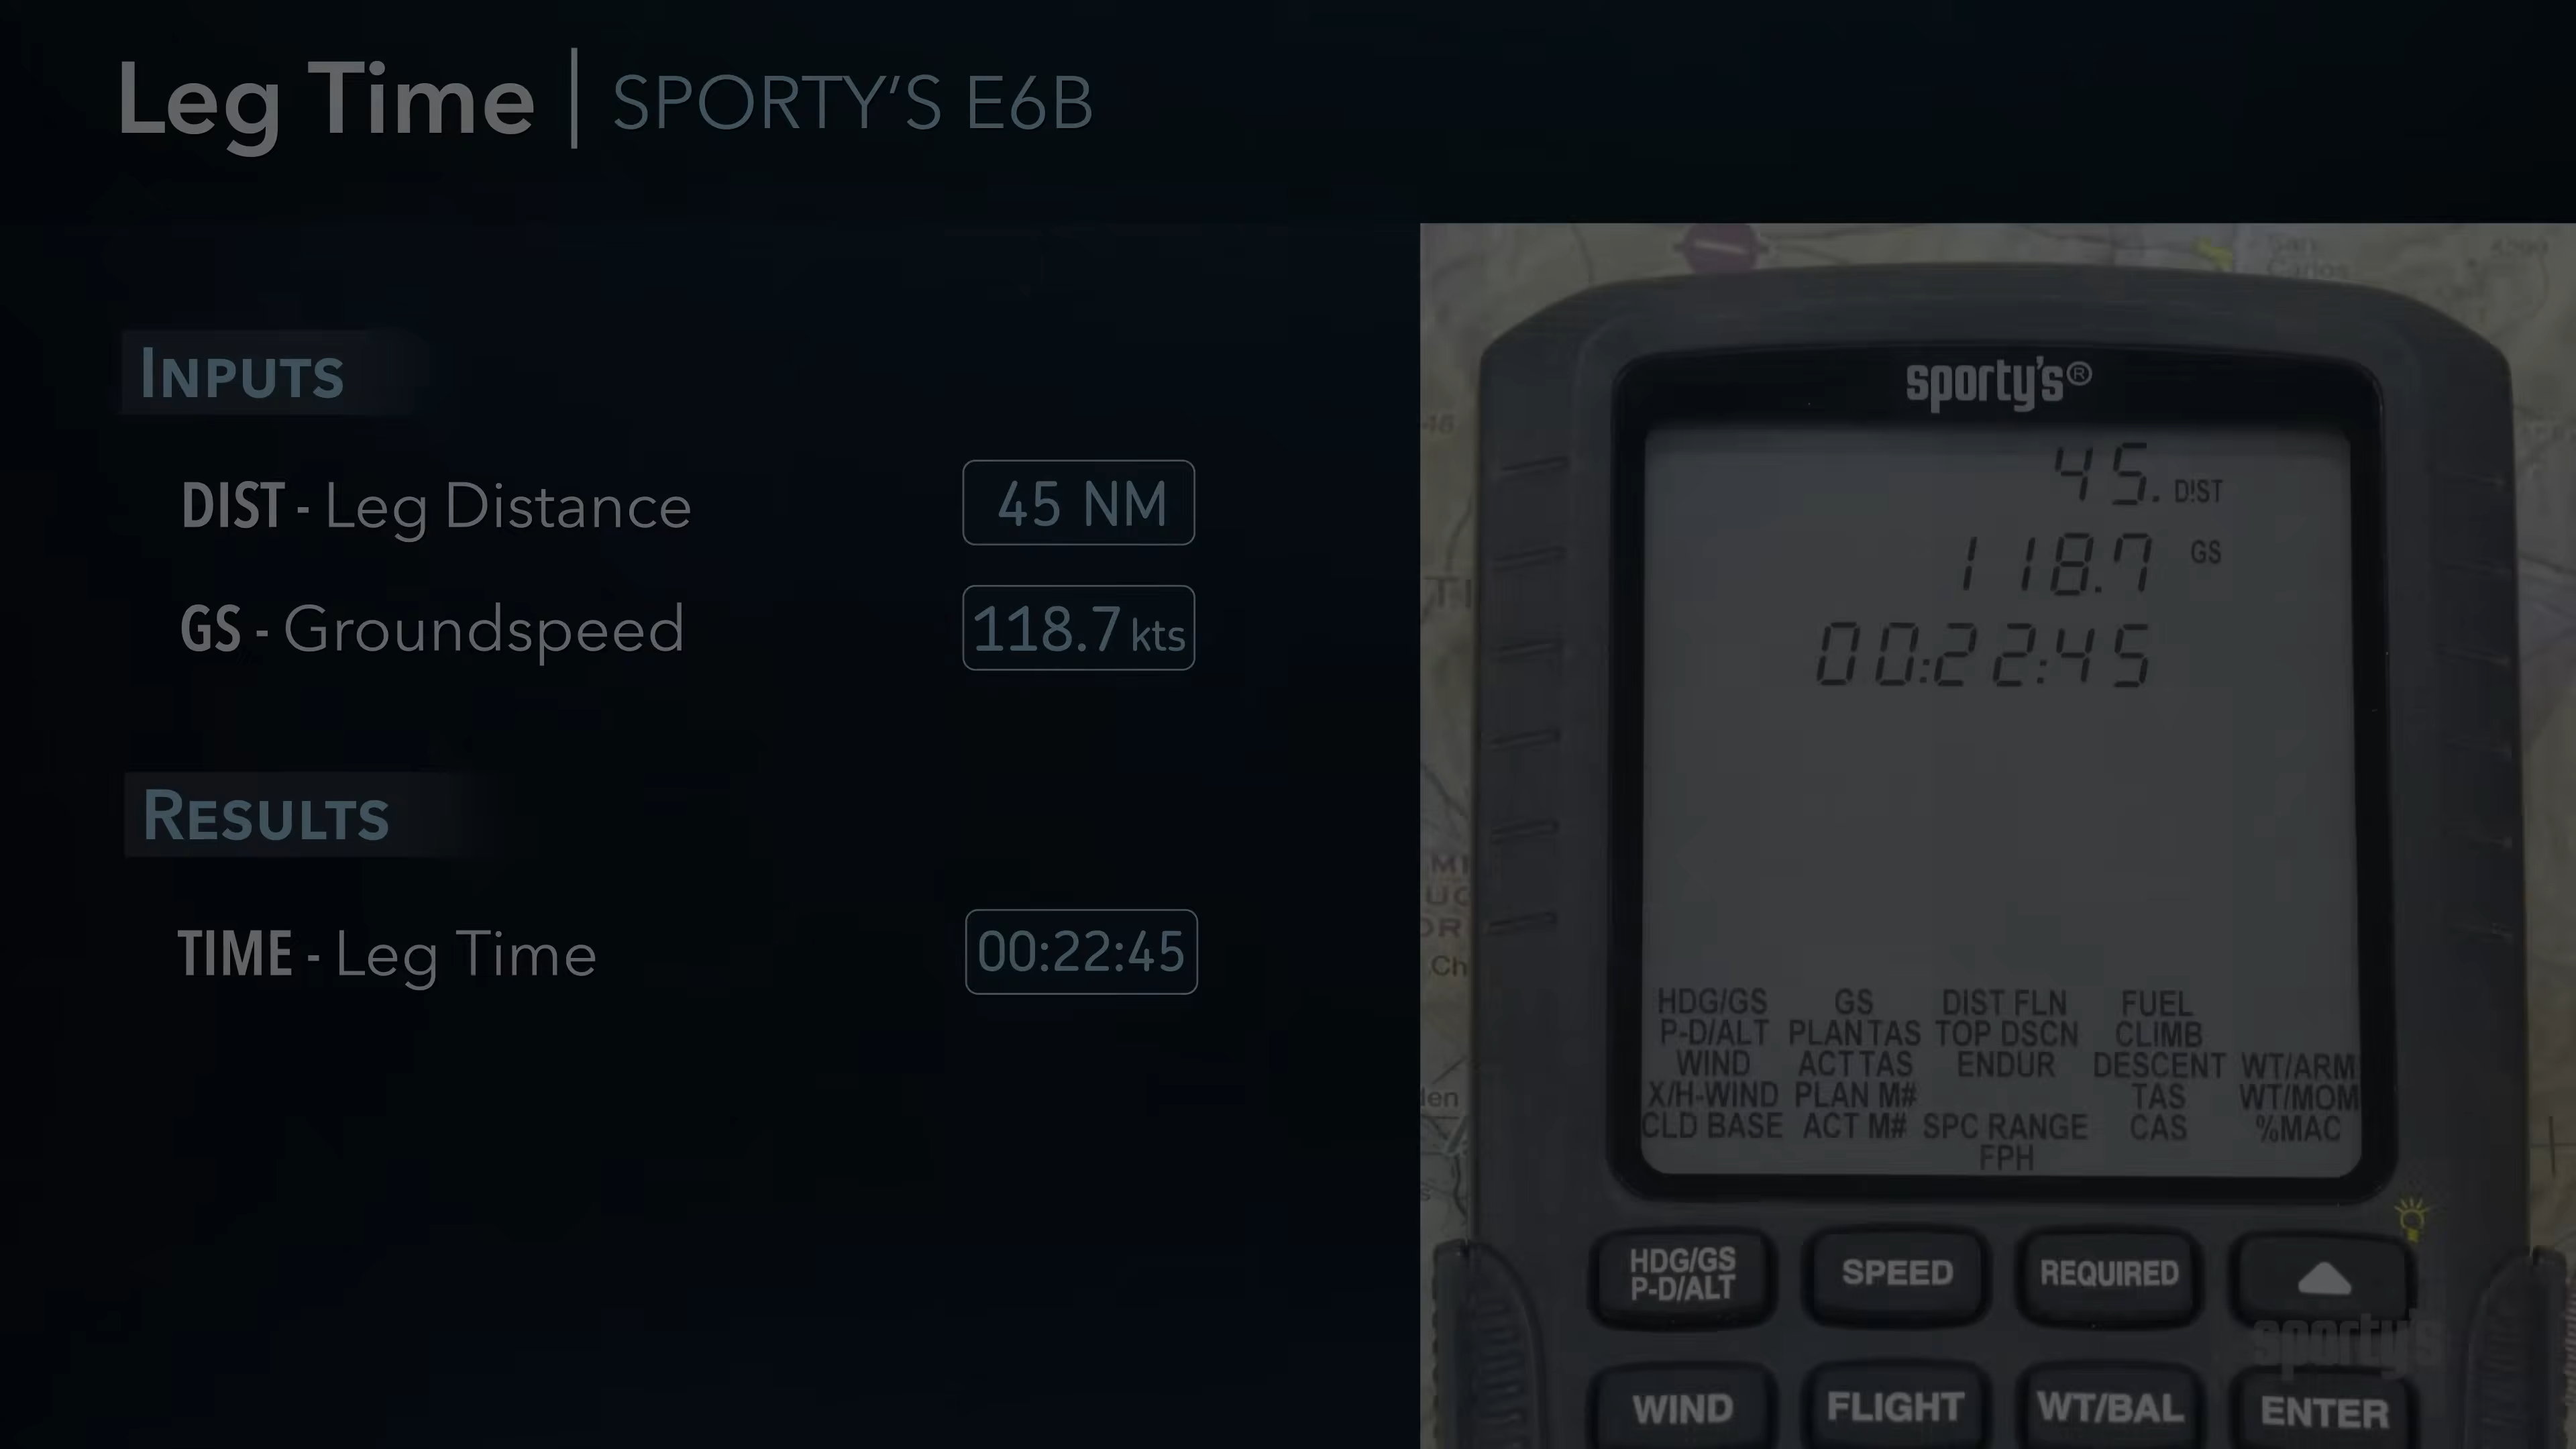 Leg Time | SPORTY'S E6B
INPUTS
DIST - Leg Distance 45 NM
GS - Groundspeed 118.7 kts
RESULTS
TIME - Leg Time 00:22:45
San
Carlos
sporty's®
45. DIST
118.7 GS
00:22:45
HDG/GS GS DIST FLN FUEL
P-D/ALT PLAN TAS TOP DSCN CLIMB
WIND ACT TAS ENDUR DESCENT WT/ARM
X/H-WIND PLAN M# TAS WT/MOM
CLD BASE ACT M# SPC RANGE CAS %MAC
FPH
HDG/GS
P-D/ALT
SPEED
REQUIRED
WIND
FLIGHT
WT/BAL
ENTER
sporty's